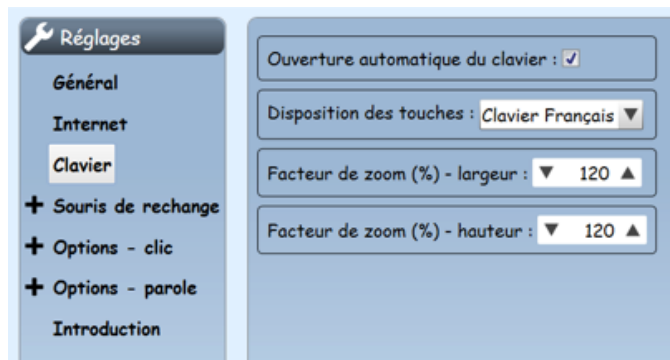 Réglages
Général
Internet
Clavier
Souris de rechange
Options - clic
Options - parole
Introduction
Ouverture automatique du clavier :
Disposition des touches : Clavier Français
Facteur de zoom (%) - largeur : 120
Facteur de zoom (%) - hauteur : 120